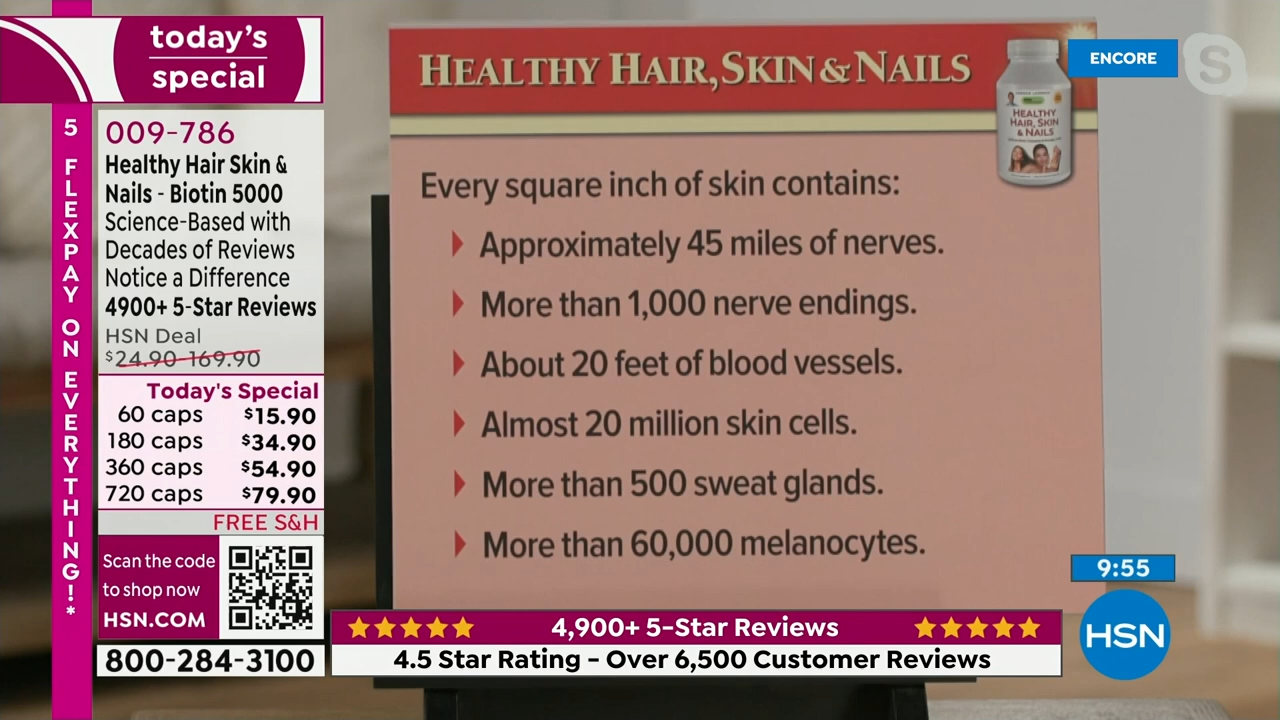 today's
special
5 FLEXPAY ON EVERYTHING!*
009-786
Healthy Hair Skin &
Nails - Biotin 5000
Science-Based with
Decades of Reviews
Notice a Difference
4900+ 5-Star Reviews
HSN Deal
$24.90-169.90
Today's Special
60 caps $15.90
180 caps $34.90
360 caps $54.90
720 caps $79.90
FREE S&H
Scan the code
to shop now
HSN.COM
800-284-3100
HEALTHY HAIR, SKIN & NAILS
HEALTHY
HAIR, SKIN
& NAILS
Every square inch of skin contains:
Approximately 45 miles of nerves.
More than 1,000 nerve endings.
About 20 feet of blood vessels.
Almost 20 million skin cells.
More than 500 sweat glands.
More than 60,000 melanocytes.
ENCORE
S
9:55
HSN
4,900+ 5-Star Reviews
4.5 Star Rating - Over 6,500 Customer Reviews